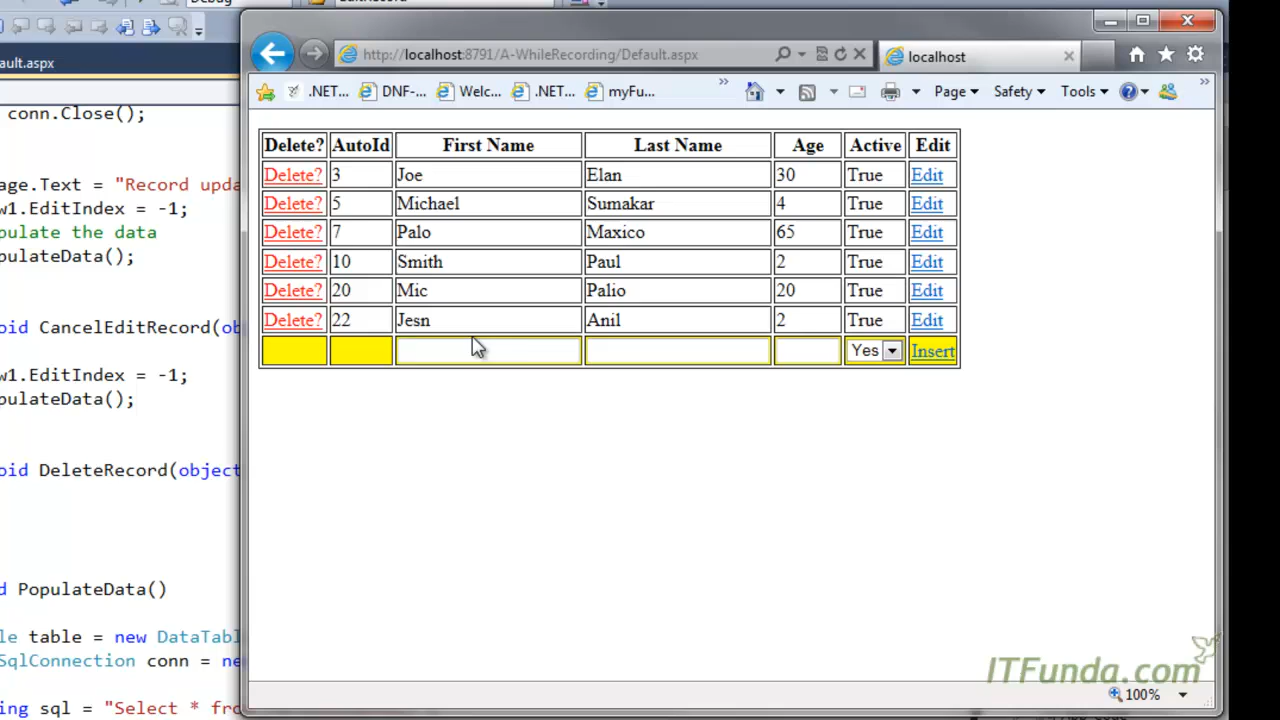 ault.aspx
http://localhost:8791/A-WhileRecording/Default.aspx
localhost
.NET... DNF-... Welc... .NET... myFu... » Page Safety Tools »
conn.Close();
age.Text = "Record upda
w1.EditIndex = -1;
pulate the data
pulateData();
oid CancelEditRecord(ob
w1.EditIndex = -1;
pulateData();
oid DeleteRecord(object
d PopulateData()
le table = new DataTabl
SqlConnection conn = ne
ing sql = "Select * fro
Delete? AutoId First Name Last Name Age Active Edit
Delete? 3 Joe Elan 30 True Edit
Delete? 5 Michael Sumakar 4 True Edit
Delete? 7 Palo Maxico 65 True Edit
Delete? 10 Smith Paul 2 True Edit
Delete? 20 Mic Palio 20 True Edit
Delete? 22 Jesn Anil 2 True Edit
Yes Insert
ITFunda.com
100%